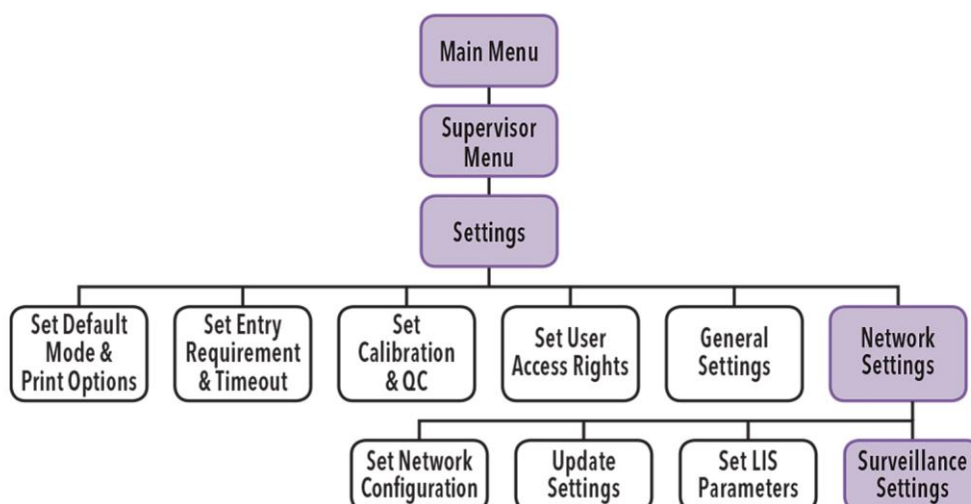 Main Menu
Supervisor
Menu
Settings
Set Default
Mode &
Print Options
Set Entry
Requirement
& Timeout
Set
Calibration
& QC
Set User
Access Rights
General
Settings
Network
Settings
Set Network
Configuration
Update
Settings
Set LIS
Parameters
Surveillance
Settings